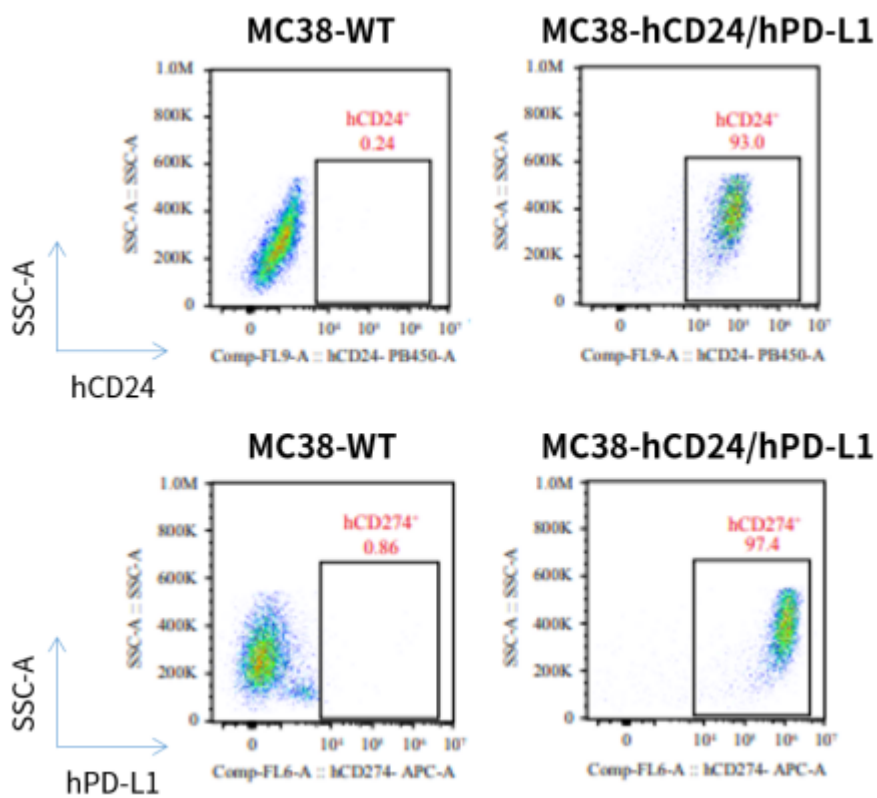 MC38-WT
MC38-hCD24/hPD-L1
1.0M
800K
600K
400K
200K
0
SSC-A :: SSC-A
hCD24⁺
0.24
0 10⁴ 10⁵ 10⁶ 10⁷
Comp-FL9-A :: hCD24- PB450-A
1.0M
800K
600K
400K
200K
0
SSC-A :: SSC-A
hCD24⁺
93.0
0 10⁴ 10⁵ 10⁶ 10⁷
Comp-FL9-A :: hCD24- PB450-A
SSC-A
hCD24
MC38-WT
MC38-hCD24/hPD-L1
1.0M
800K
600K
400K
200K
0
SSC-A :: SSC-A
hCD274⁺
0.86
0 10⁴ 10⁵ 10⁶ 10⁷
Comp-FL6-A :: hCD274- APC-A
1.0M
800K
600K
400K
200K
0
SSC-A :: SSC-A
hCD274⁺
97.4
0 10⁴ 10⁵ 10⁶ 10⁷
Comp-FL6-A :: hCD274- APC-A
SSC-A
hPD-L1